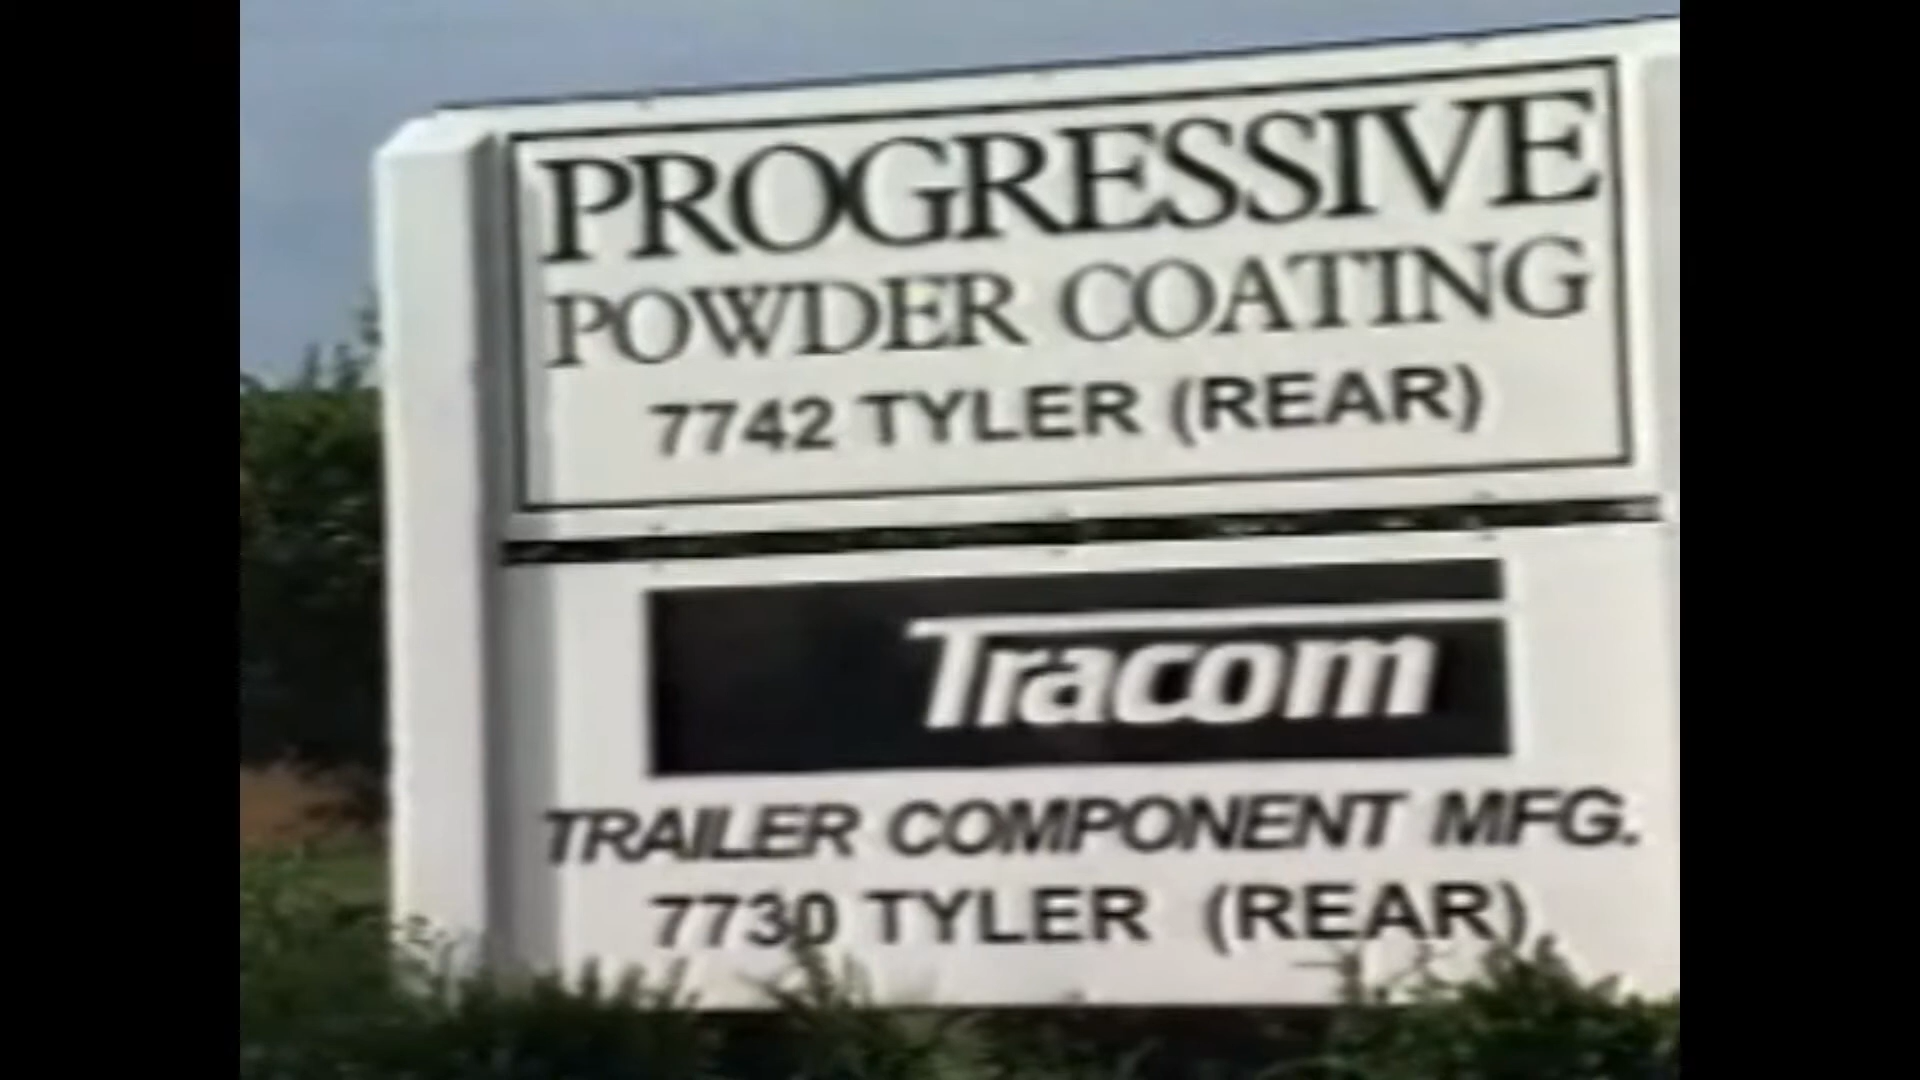 PROGRESSIVE
POWDER COATING
7742 TYLER (REAR)
Tracom
TRAILER COMPONENT MFG.
7730 TYLER (REAR)